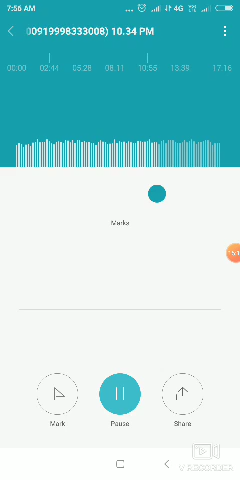 7:56 AM ... 4G
00919998333008) 10.34 PM
00:00 02:44 05:28 08:11 10:55 13:39 17:16
Marks
Mark Pause Share
V RECORDER